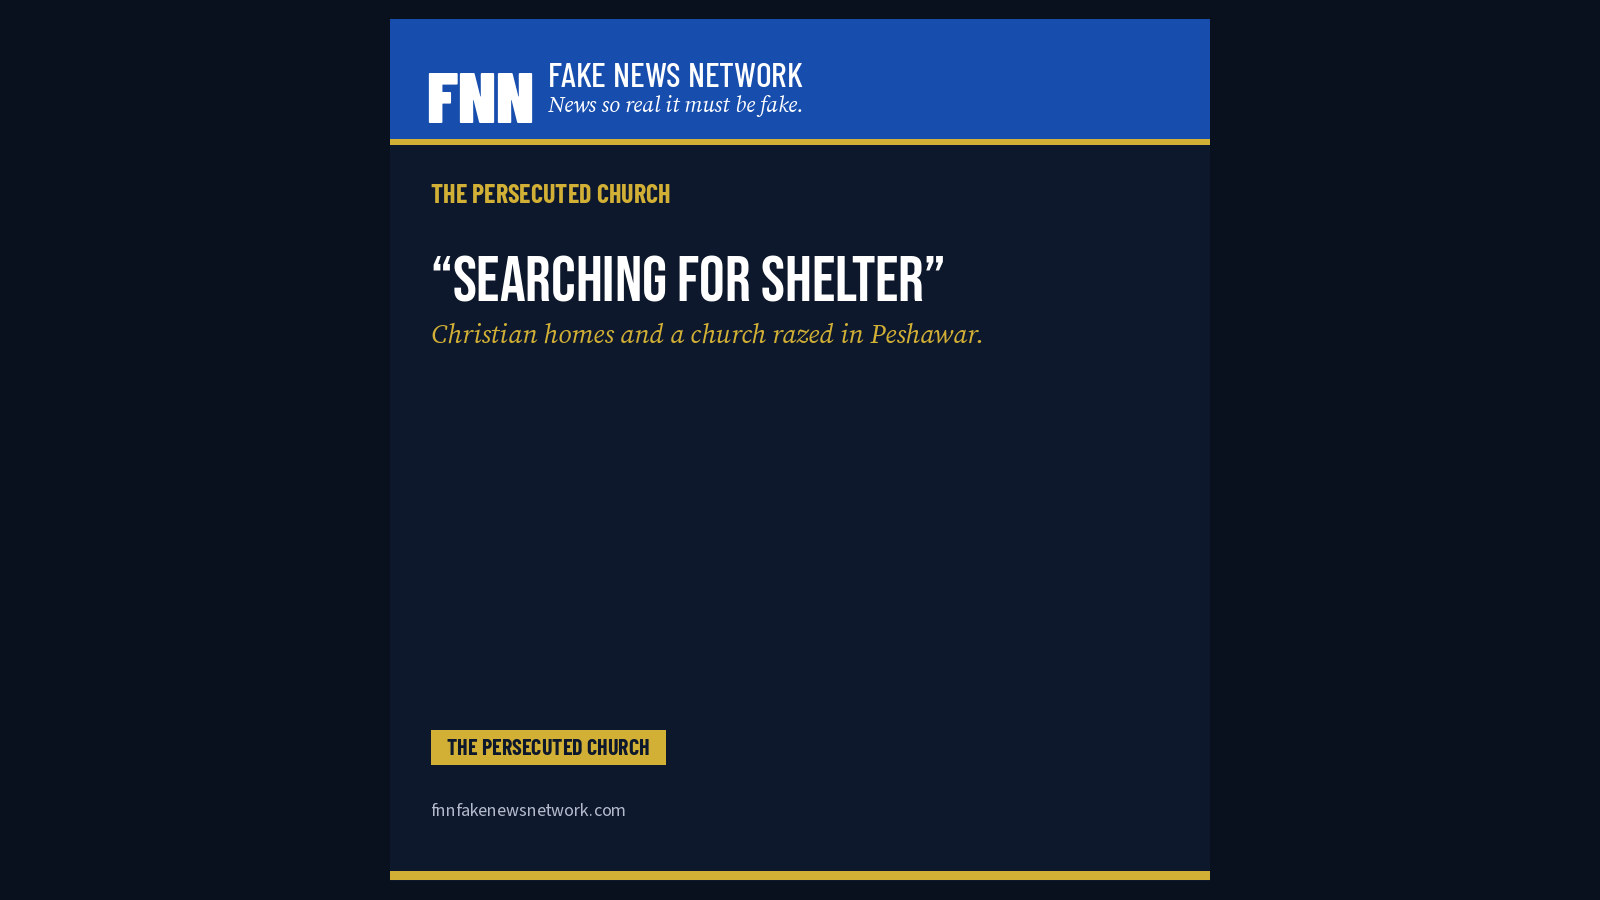 FNN
FAKE NEWS NETWORK
News so real it must be fake.
THE PERSECUTED CHURCH
“SEARCHING FOR SHELTER”
Christian homes and a church razed in Peshawar.
THE PERSECUTED CHURCH
fnnfakenewsnetwork.com